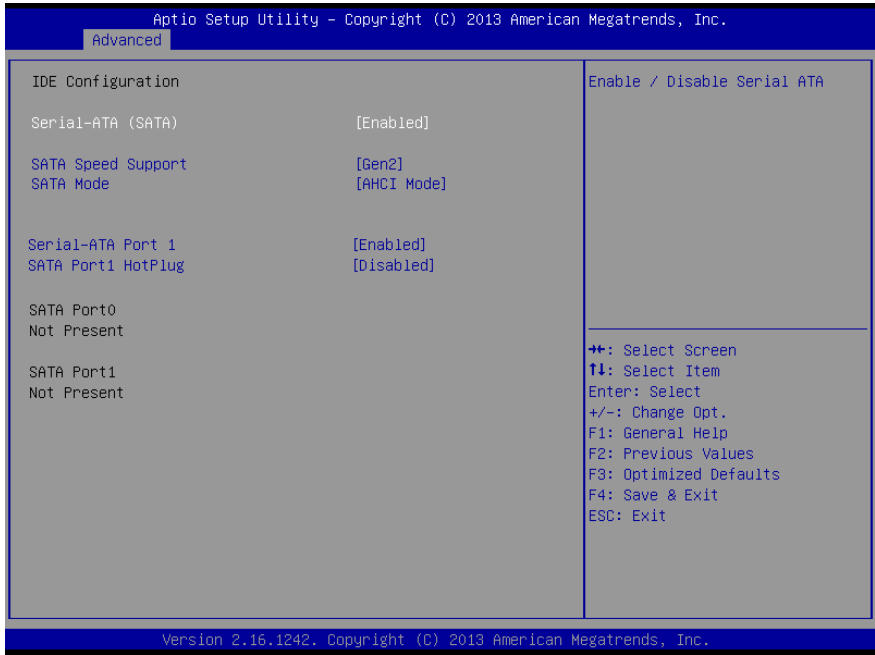 Aptio Setup Utility – Copyright (C) 2013 American Megatrends, Inc.
Advanced
IDE Configuration
Serial-ATA (SATA) [Enabled]
SATA Speed Support [Gen2]
SATA Mode [AHCI Mode]
Serial-ATA Port 1 [Enabled]
SATA Port1 HotPlug [Disabled]
SATA Port0
Not Present
SATA Port1
Not Present
Enable / Disable Serial ATA
→←: Select Screen
↑↓: Select Item
Enter: Select
+/-: Change Opt.
F1: General Help
F2: Previous Values
F3: Optimized Defaults
F4: Save & Exit
ESC: Exit
Version 2.16.1242. Copyright (C) 2013 American Megatrends, Inc.